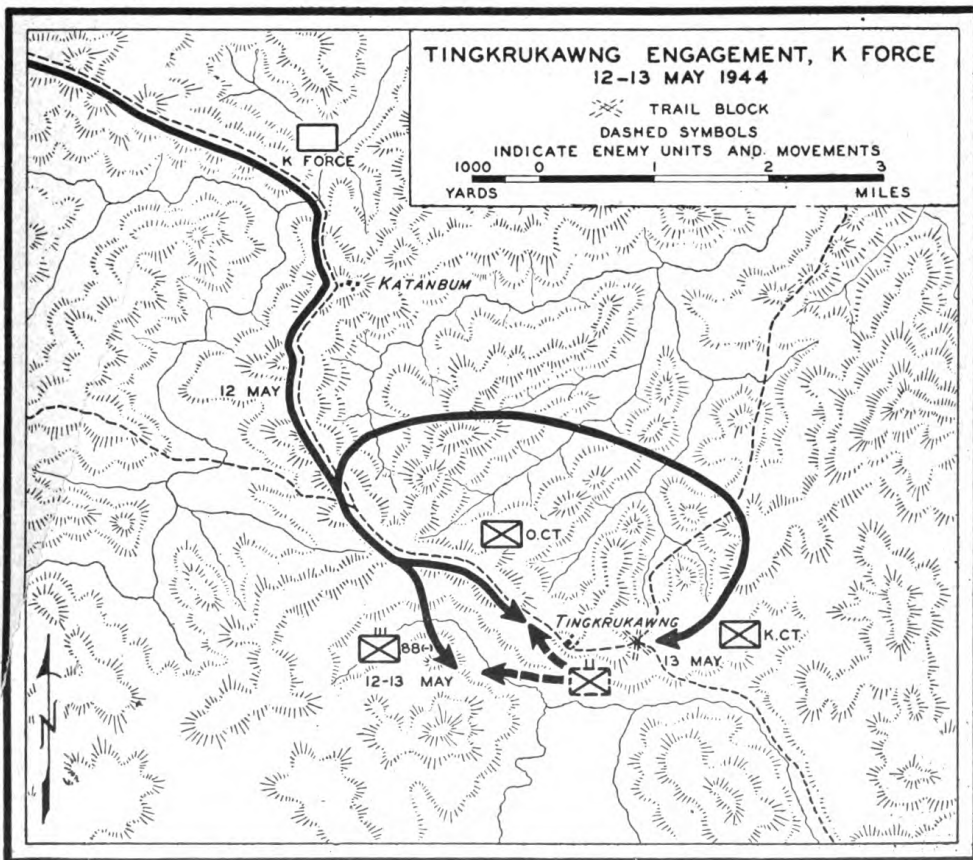 TINGKRUKAWNG ENGAGEMENT, K FORCE
12-13 MAY 1944
TRAIL BLOCK
DASHED SYMBOLS
INDICATE ENEMY UNITS AND MOVEMENTS
1000 0 1 2 3
YARDS MILES
K FORCE
KATANBUM
12 MAY
O.CT.
TINGKRUKAWNG
K.CT.
13 MAY
88(-)
12-13 MAY
N